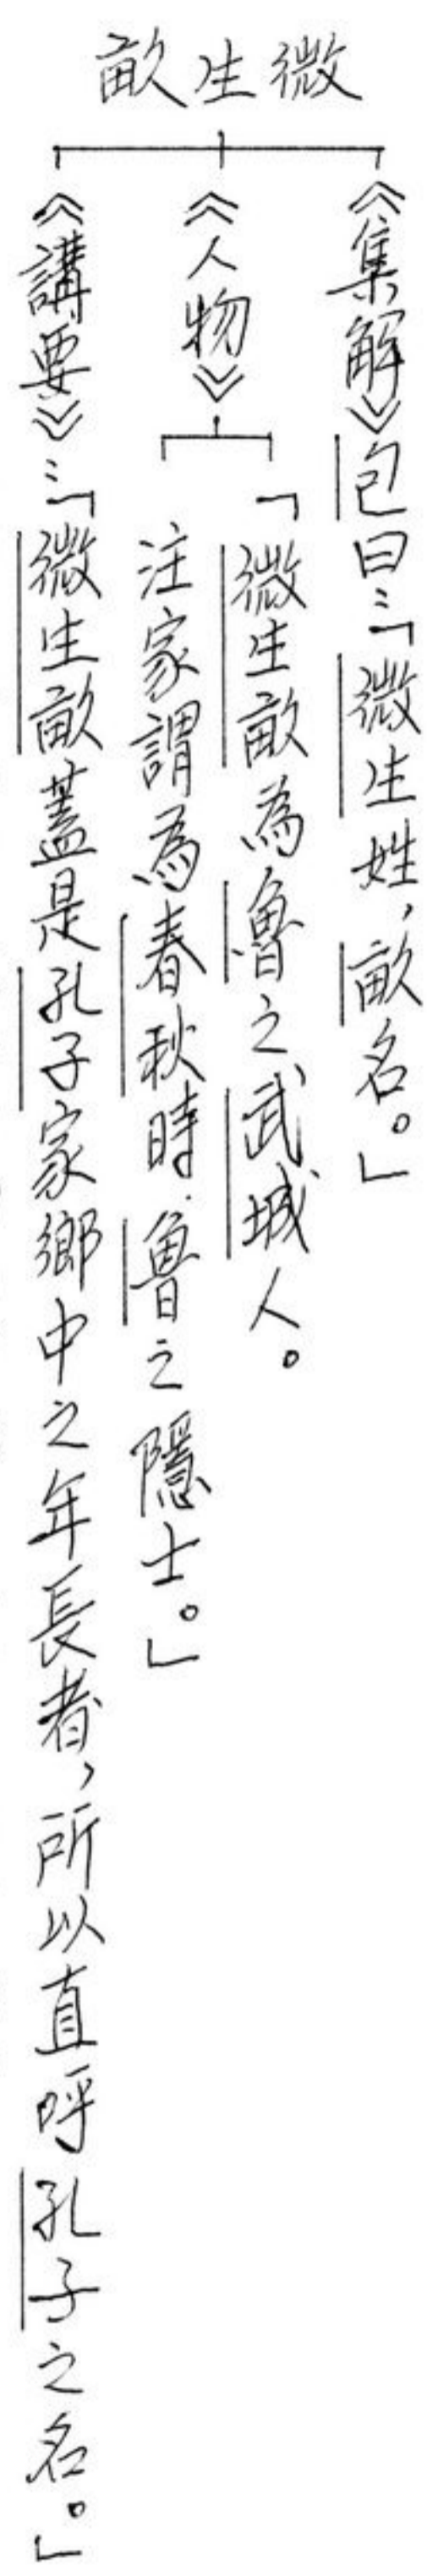 微生畝
《集解》包曰：「微生姓，畝名。」
《人物》
「微生畝為魯之武城人。
注家謂為春秋時魯之隱士。」
《講要》：「微生畝蓋是孔子家鄉中之年長者，所以直呼孔子之名。」